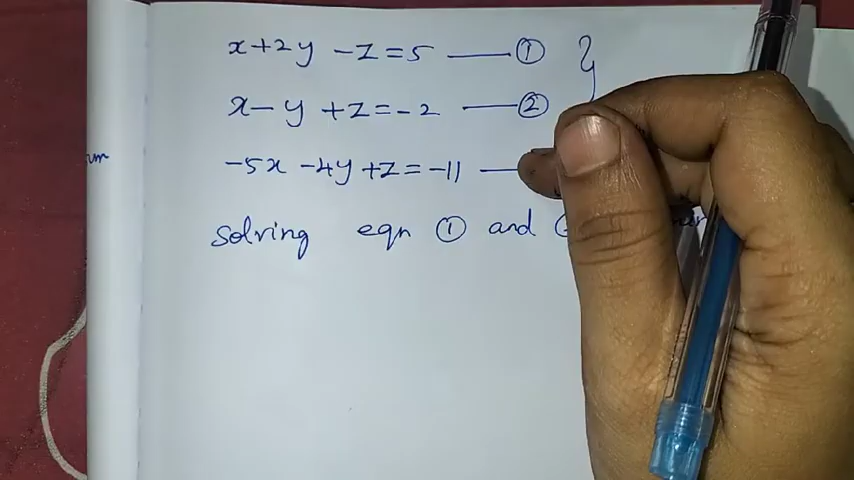 x+2y -z=5 —— ①
x- y +z=-2 —— ②
-5x -4y +z=-11 ——
solving eqn ① and